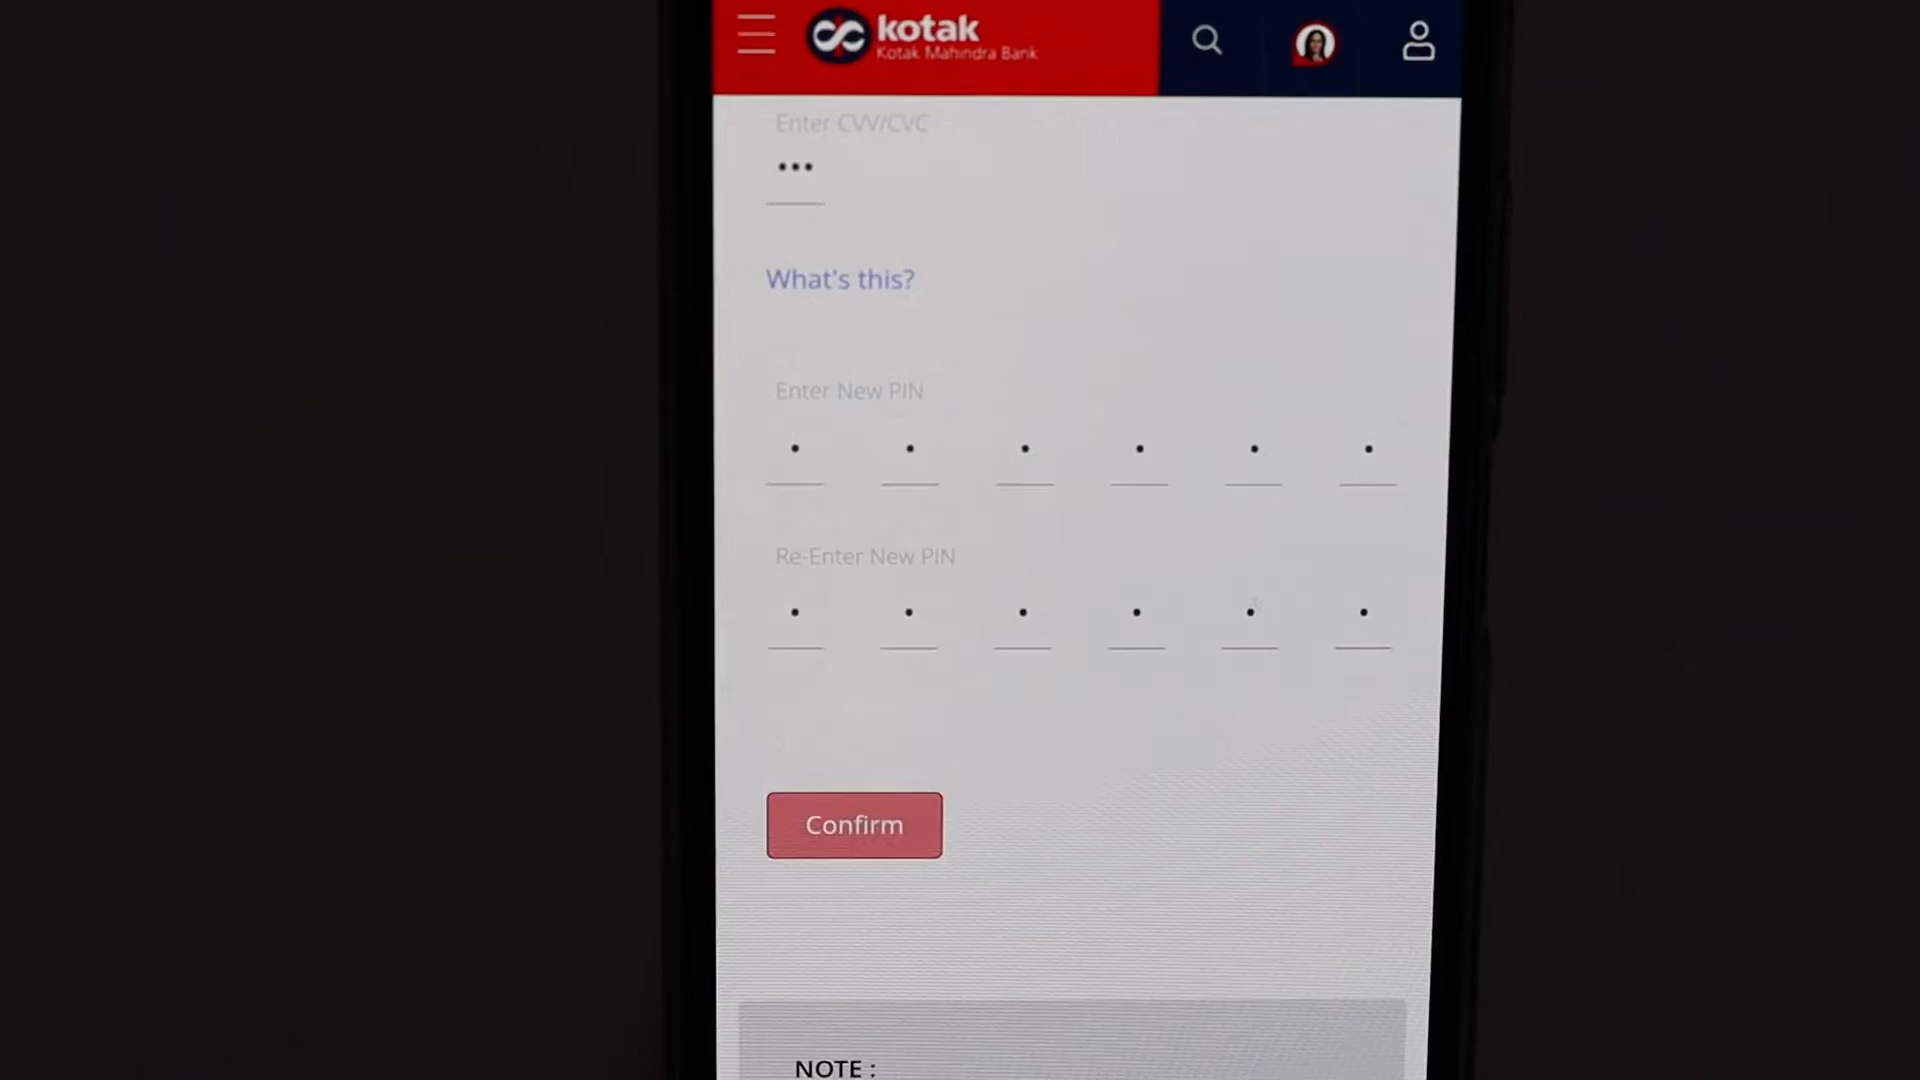 kotak
Kotak Mahindra Bank
Enter CVV/CVC
What's this?
Enter New PIN
Re-Enter New PIN
Confirm
NOTE :